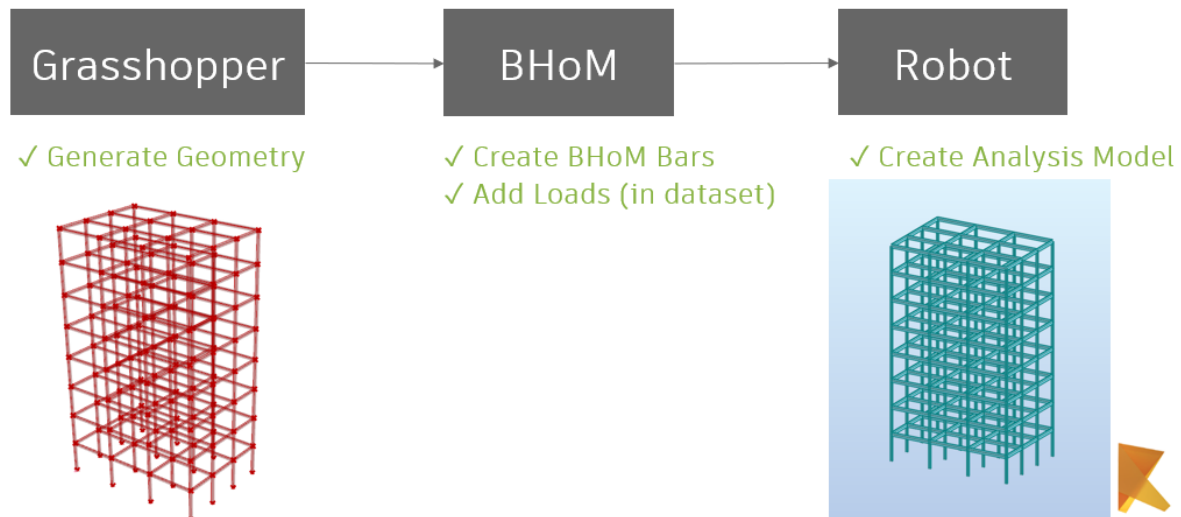 Grasshopper
BHoM
Robot
✓ Generate Geometry
✓ Create BHoM Bars
✓ Add Loads (in dataset)
✓ Create Analysis Model